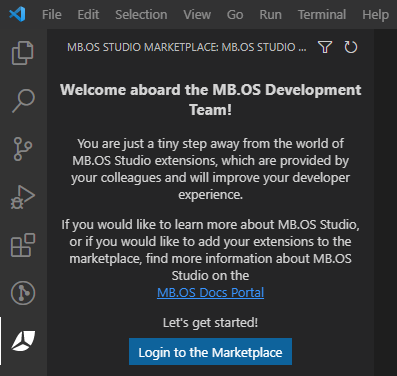 File Edit Selection View Go Run Terminal Help
MB.OS STUDIO MARKETPLACE: MB.OS STUDIO ...
Welcome aboard the MB.OS Development
Team!
You are just a tiny step away from the world of
MB.OS Studio extensions, which are provided by
your colleagues and will improve your developer
experience.
If you would like to learn more about MB.OS Studio,
or if you would like to add your extensions to the
marketplace, find more information about MB.OS
Studio on the
MB.OS Docs Portal
Let's get started!
Login to the Marketplace